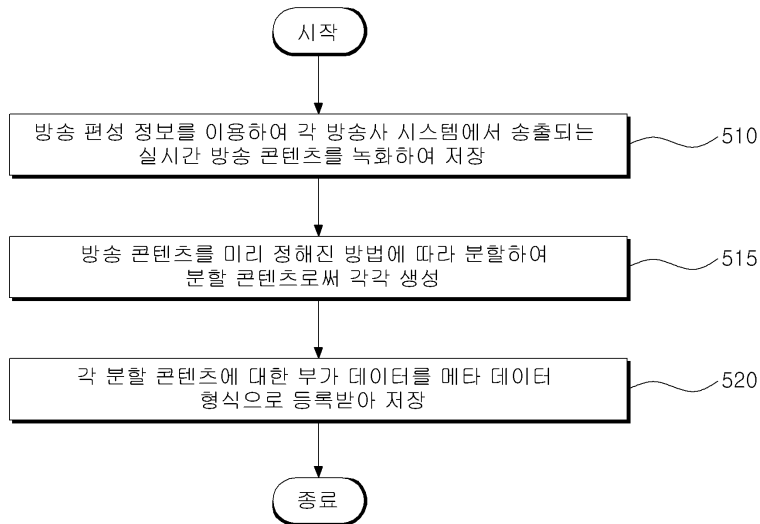 시작
방송 편성 정보를 이용하여 각 방송사 시스템에서 송출되는
실시간 방송 콘텐츠를 녹화하여 저장
510
방송 콘텐츠를 미리 정해진 방법에 따라 분할하여
분할 콘텐츠로써 각각 생성
515
각 분할 콘텐츠에 대한 부가 데이터를 메타 데이터
형식으로 등록받아 저장
520
종료